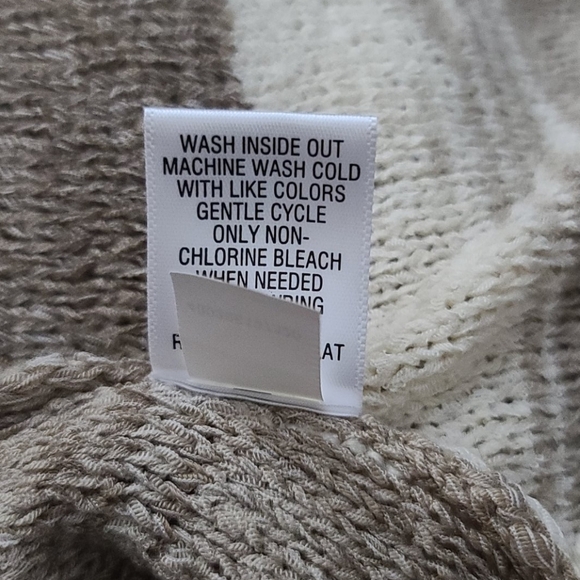 WASH INSIDE OUT
MACHINE WASH COLD
WITH LIKE COLORS
GENTLE CYCLE
ONLY NON-
CHLORINE BLEACH
WHEN NEEDED